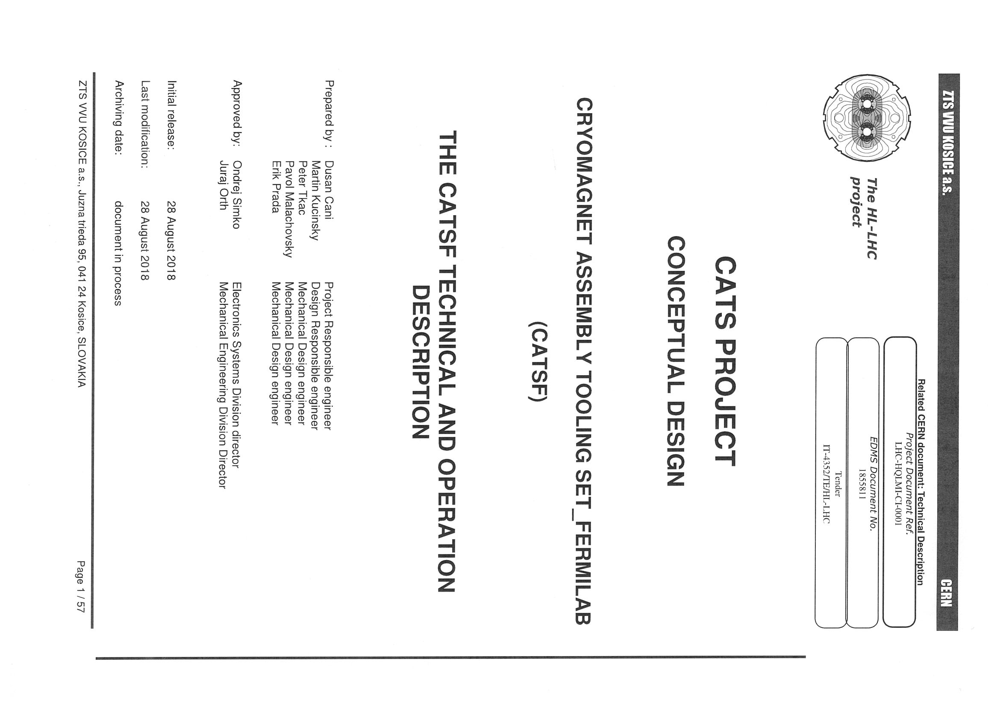 ZTS VVU KOSICE a.s. CERN
Related CERN document: Technical Description
Project Document Ref.
LHC-HQLMI-CI-0001
EDMS Document No.
1855811
Tender
IT-4352/TE/HL-LHC
The HL-LHC
project
CATS PROJECT
CONCEPTUAL DESIGN
CRYOMAGNET ASSEMBLY TOOLING SET_FERMILAB
(CATSF)
THE CATSF TECHNICAL AND OPERATION
DESCRIPTION
Prepared by : Dusan Cani Project Responsible engineer
Martin Kucinsky Design Responsible engineer
Peter Tkac Mechanical Design engineer
Pavol Malachovsky Mechanical Design engineer
Erik Prada Mechanical Design engineer
Approved by: Ondrej Simko Electronics Systems Division director
Juraj Orth Mechanical Engineering Division Director
Initial release: 28 August 2018
Last modification: 28 August 2018
Archiving date: document in process
ZTS VVU KOSICE a.s., Juzna trieda 95, 041 24 Kosice, SLOVAKIA
Page 1 / 57